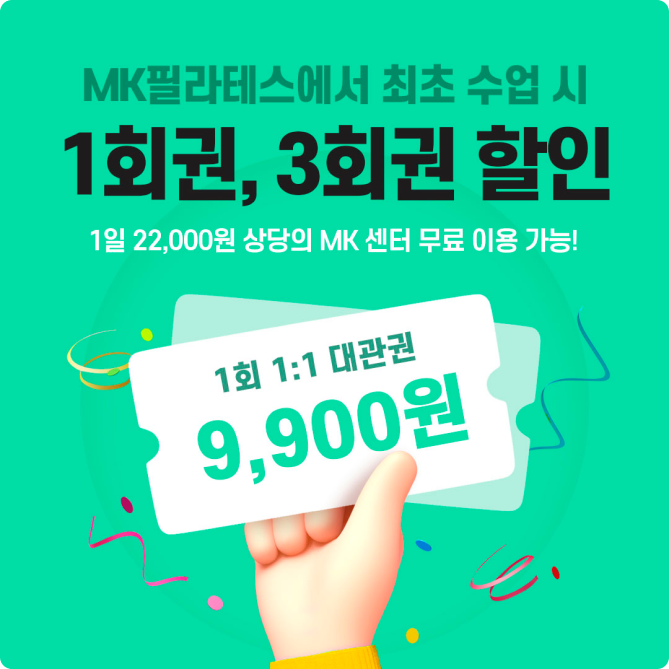 MK필라테스에서 최초 수업 시
1회권, 3회권 할인
1일 22,000원 상당의 MK 센터 무료 이용 가능!
1회 1:1 대관권
9,900원